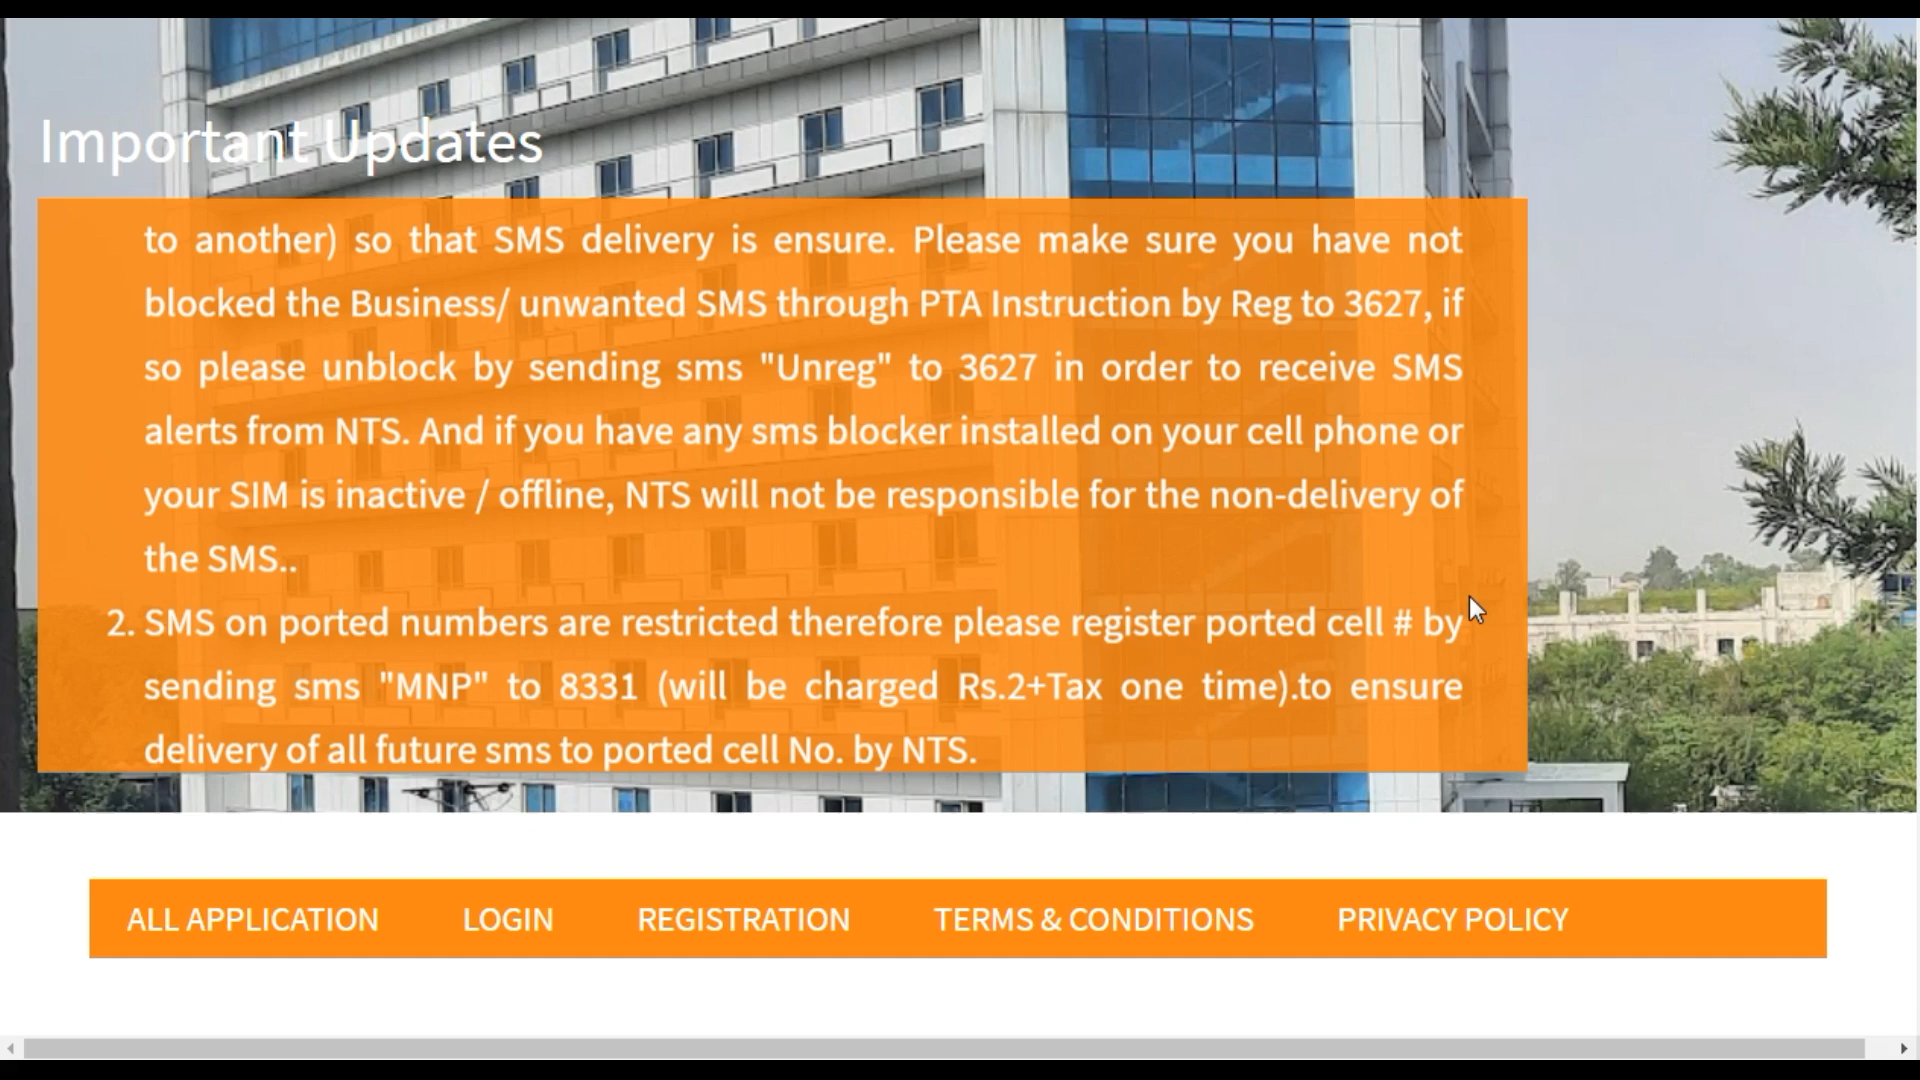 Important Updates
to another) so that SMS delivery is ensure. Please make sure you have not
blocked the Business/ unwanted SMS through PTA Instruction by Reg to 3627, if
so please unblock by sending sms "Unreg" to 3627 in order to receive SMS
alerts from NTS. And if you have any sms blocker installed on your cell phone or
your SIM is inactive / offline, NTS will not be responsible for the non-delivery of
the SMS..
2. SMS on ported numbers are restricted therefore please register ported cell # by
sending sms "MNP" to 8331 (will be charged Rs.2+Tax one time).to ensure
delivery of all future sms to ported cell No. by NTS.
ALL APPLICATION LOGIN REGISTRATION TERMS & CONDITIONS PRIVACY POLICY